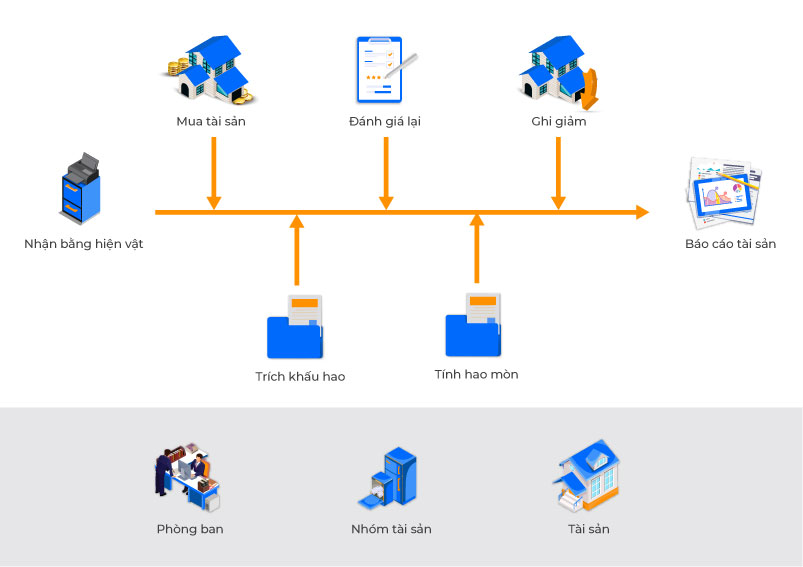 Mua tài sản
Đánh giá lại
Ghi giảm
Nhận bằng hiện vật
Báo cáo tài sản
Trích khấu hao
Tính hao mòn
Phòng ban
Nhóm tài sản
Tài sản